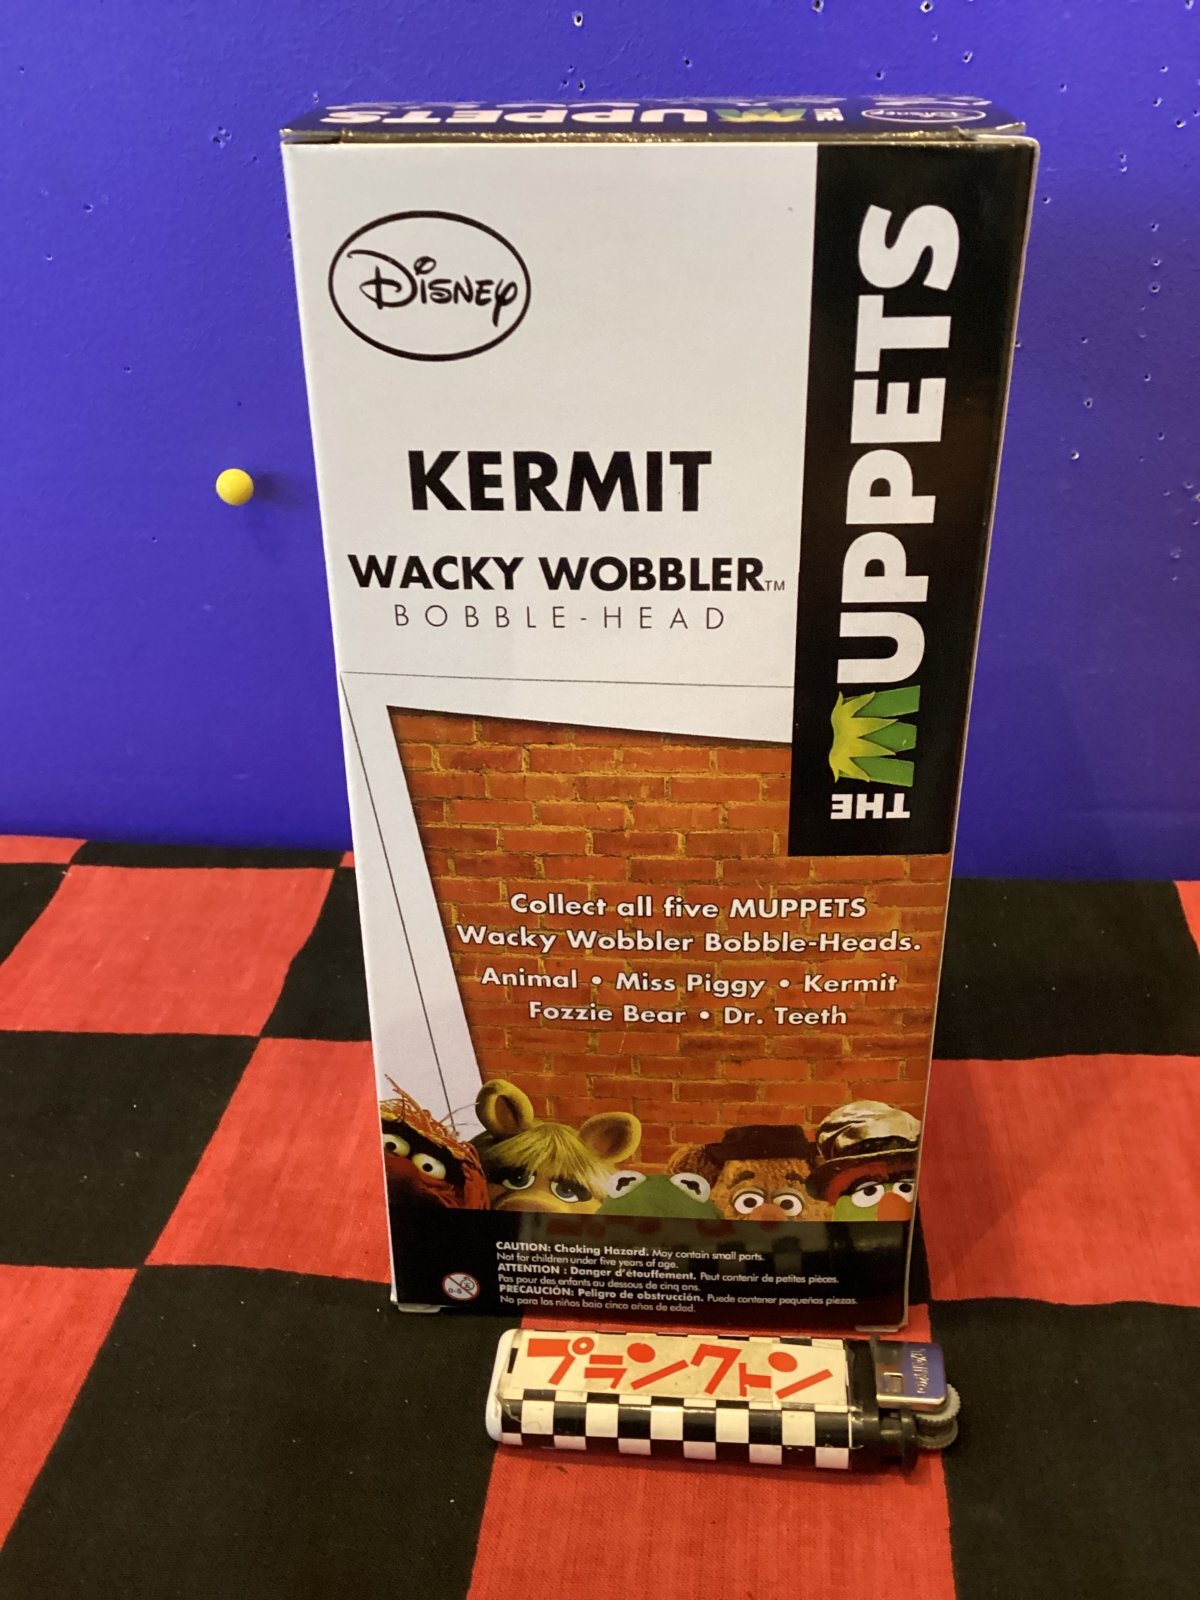 THE MUPPETS
Disney
Disney
THE MUPPETS
KERMIT
WACKY WOBBLER™
BOBBLE-HEAD
Collect all five MUPPETS
Wacky Wobbler Bobble-Heads.
Animal • Miss Piggy • Kermit
Fozzie Bear • Dr. Teeth
CAUTION: Choking Hazard. May contain small parts.
Not for children under five years of age.
ATTENTION : Danger d'étouffement. Peut contenir de petites pièces.
Pas pour des enfants au dessous de cinq ans.
PRECAUCIÓN: Peligro de obstrucción. Puede contener pequeñas piezas.
No para los niños bajo cinco años de edad.
0-5
プランクトン